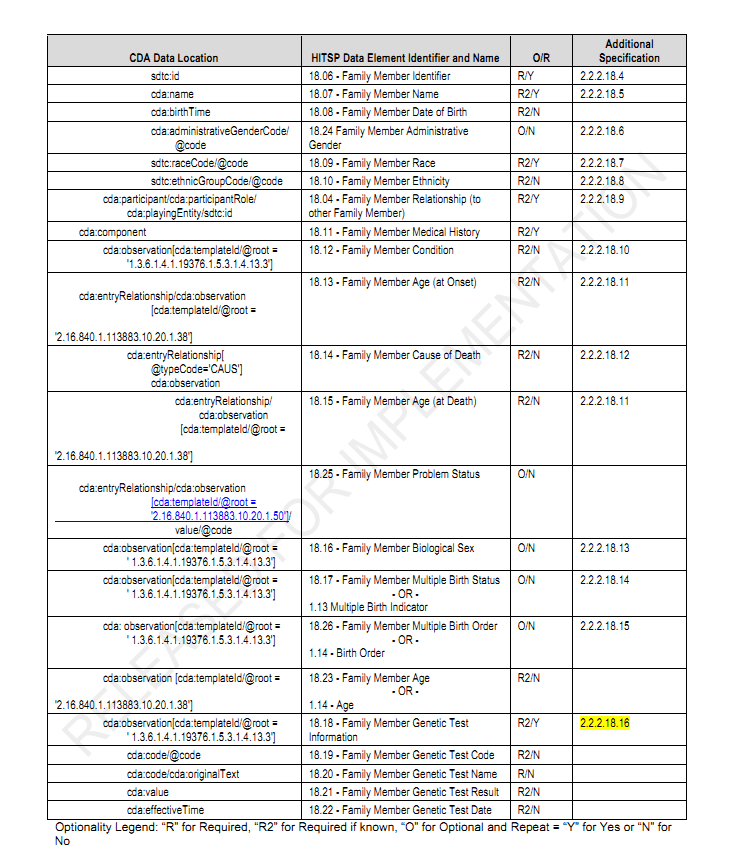 CDA Data Location HITSP Data Element Identifier and Name O/R Additional Specification
sdtc:id 18.06 - Family Member Identifier R/Y 2.2.2.18.4
cda:name 18.07 - Family Member Name R2/Y 2.2.2.18.5
cda:birthTime 18.08 - Family Member Date of Birth R2/N
cda:administrativeGenderCode/ 18.24 Family Member Administrative O/N 2.2.2.18.6
@code Gender
sdtc:raceCode/@code 18.09 - Family Member Race R2/Y 2.2.2.18.7
sdtc:ethnicGroupCode/@code 18.10 - Family Member Ethnicity R2/N 2.2.2.18.8
cda:participant/cda:participantRole/ 18.04 - Family Member Relationship (to R2/Y 2.2.2.18.9
cda:playingEntity/sdtc:id other Family Member)
cda:component 18.11 - Family Member Medical History R2/Y
cda:observation[cda:templateId/@root = 18.12 - Family Member Condition R2/N 2.2.2.18.10
'1.3.6.1.4.1.19376.1.5.3.1.4.13.3']
18.13 - Family Member Age (at Onset) R2/N 2.2.2.18.11
cda:entryRelationship/cda:observation
[cda:templateId/@root =
'2.16.840.1.113883.10.20.1.38']
cda:entryRelationship[ 18.14 - Family Member Cause of Death R2/N 2.2.2.18.12
@typeCode='CAUS']
cda:observation
cda:entryRelationship/ 18.15 - Family Member Age (at Death) R2/N 2.2.2.18.11
cda:observation
[cda:templateId/@root =
'2.16.840.1.113883.10.20.1.38']
18.25 - Family Member Problem Status O/N
cda:entryRelationship/cda:observation
[cda:templateId/@root =
'2.16.840.1.113883.10.20.1.50']/
value/@code
cda:observation[cda:templateId/@root = 18.16 - Family Member Biological Sex O/N 2.2.2.18.13
' 1.3.6.1.4.1.19376.1.5.3.1.4.13.3']
cda:observation[cda:templateId/@root = 18.17 - Family Member Multiple Birth Status O/N 2.2.2.18.14
' 1.3.6.1.4.1.19376.1.5.3.1.4.13.3'] - OR -
1.13 Multiple Birth Indicator
cda: observation[cda:templateId/@root = 18.26 - Family Member Multiple Birth Order O/N 2.2.2.18.15
' 1.3.6.1.4.1.19376.1.5.3.1.4.13.3'] - OR -
1.14 - Birth Order
cda:observation [cda:templateId/@root = 18.23 - Family Member Age R2/N
- OR -
'2.16.840.1.113883.10.20.1.38'] 1.14 - Age
cda:observation[cda:templateId/@root = 18.18 - Family Member Genetic Test R2/Y 2.2.2.18.16
' 1.3.6.1.4.1.19376.1.5.3.1.4.13.3'] Information
cda:code/@code 18.19 - Family Member Genetic Test Code R2/N
cda:code/cda:originalText 18.20 - Family Member Genetic Test Name R/N
cda:value 18.21 - Family Member Genetic Test Result R2/N
cda:effectiveTime 18.22 - Family Member Genetic Test Date R2/N
Optionality Legend: “R” for Required, “R2” for Required if known, “O” for Optional and Repeat = “Y” for Yes or “N” for
No
RELEASED FOR IMPLEMENTATION